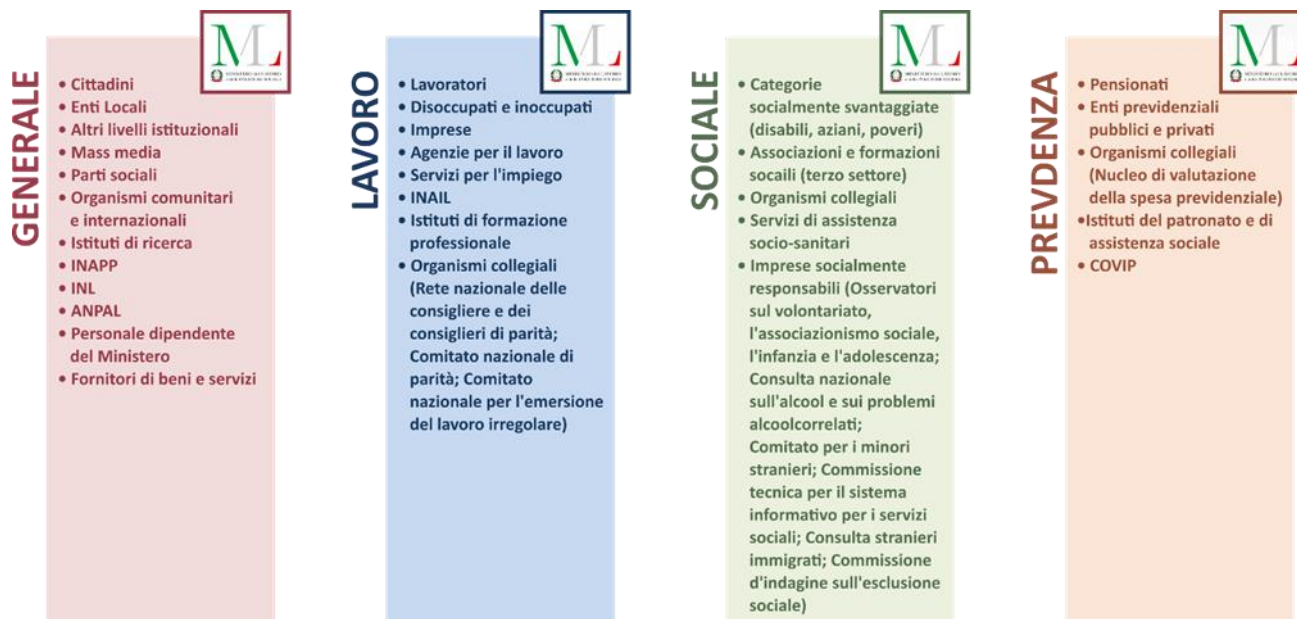 GENERALE
• Cittadini
• Enti Locali
• Altri livelli istituzionali
• Mass media
• Parti sociali
• Organismi comunitari
e internazionali
• Istituti di ricerca
• INAPP
• INL
• ANPAL
• Personale dipendente
del Ministero
• Fornitori di beni e servizi
ML
LAVORO
• Lavoratori
• Disoccupati e inoccupati
• Imprese
• Agenzie per il lavoro
• Servizi per l'impiego
• INAIL
• Istituti di formazione
professionale
• Organismi collegiali
(Rete nazionale delle
consigliere e dei
consiglieri di parità;
Comitato nazionale di
parità; Comitato
nazionale per l'emersione
del lavoro irregolare)
ML
SOCIALE
• Categorie
socialmente svantaggiate
(disabili, aziani, poveri)
• Associazioni e formazioni
socaili (terzo settore)
• Organismi collegiali
• Servizi di assistenza
socio-sanitari
• Imprese socialmente
responsabili (Osservatori
sul volontariato,
l'associazionismo sociale,
l'infanzia e l'adolescenza;
Consulta nazionale
sull'alcool e sui problemi
alcoolcorrelati;
Comitato per i minori
stranieri; Commissione
tecnica per il sistema
informativo per i servizi
sociali; Consulta stranieri
immigrati; Commissione
d'indagine sull'esclusione
sociale)
ML
PREVDENZA
• Pensionati
• Enti previdenziali
pubblici e privati
• Organismi collegiali
(Nucleo di valutazione
della spesa previdenziale)
•Istituti del patronato e di
assistenza sociale
• COVIP
ML